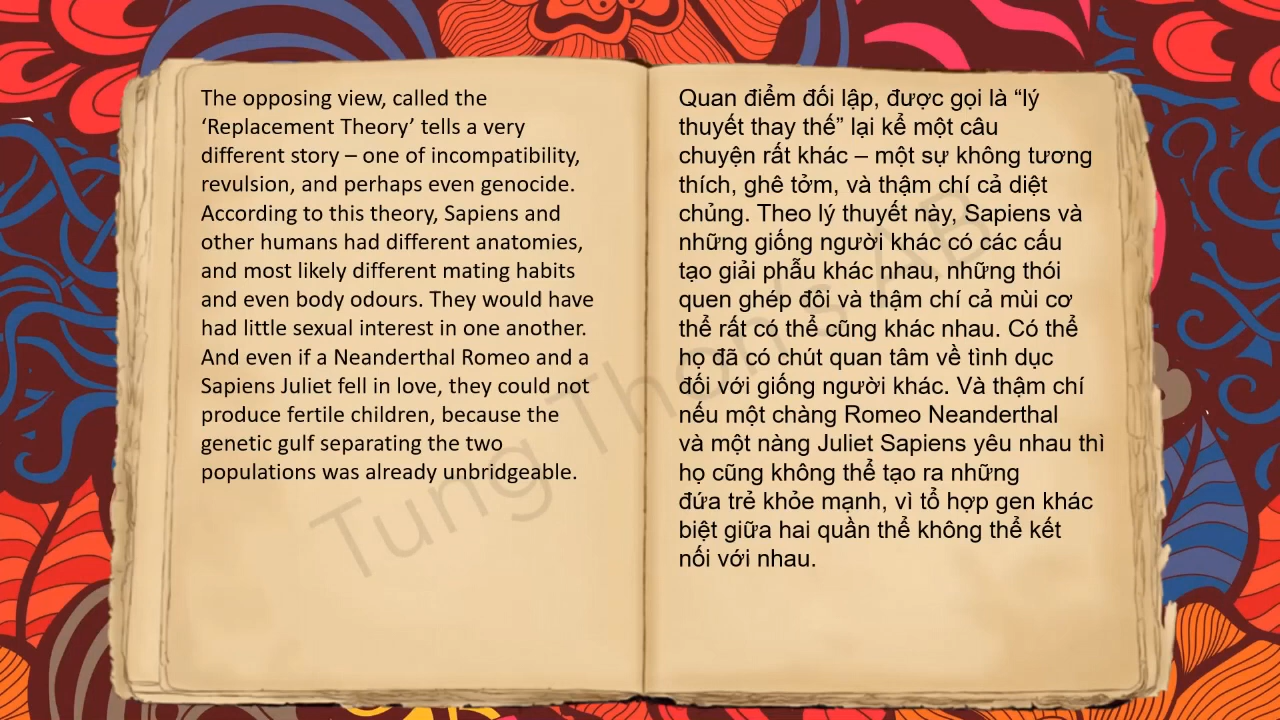 The opposing view, called the
‘Replacement Theory’ tells a very
different story – one of incompatibility,
revulsion, and perhaps even genocide.
According to this theory, Sapiens and
other humans had different anatomies,
and most likely different mating habits
and even body odours. They would have
had little sexual interest in one another.
And even if a Neanderthal Romeo and a
Sapiens Juliet fell in love, they could not
produce fertile children, because the
genetic gulf separating the two
populations was already unbridgeable.
Quan điểm đối lập, được gọi là “lý
thuyết thay thế” lại kể một câu
chuyện rất khác – một sự không tương
thích, ghê tởm, và thậm chí cả diệt
chủng. Theo lý thuyết này, Sapiens và
những giống người khác có các cấu
tạo giải phẫu khác nhau, những thói
quen ghép đôi và thậm chí cả mùi cơ
thể rất có thể cũng khác nhau. Có thể
họ đã có chút quan tâm về tình dục
đối với giống người khác. Và thậm chí
nếu một chàng Romeo Neanderthal
và một nàng Juliet Sapiens yêu nhau thì
họ cũng không thể tạo ra những
đứa trẻ khỏe mạnh, vì tổ hợp gen khác
biệt giữa hai quần thể không thể kết
nối với nhau.